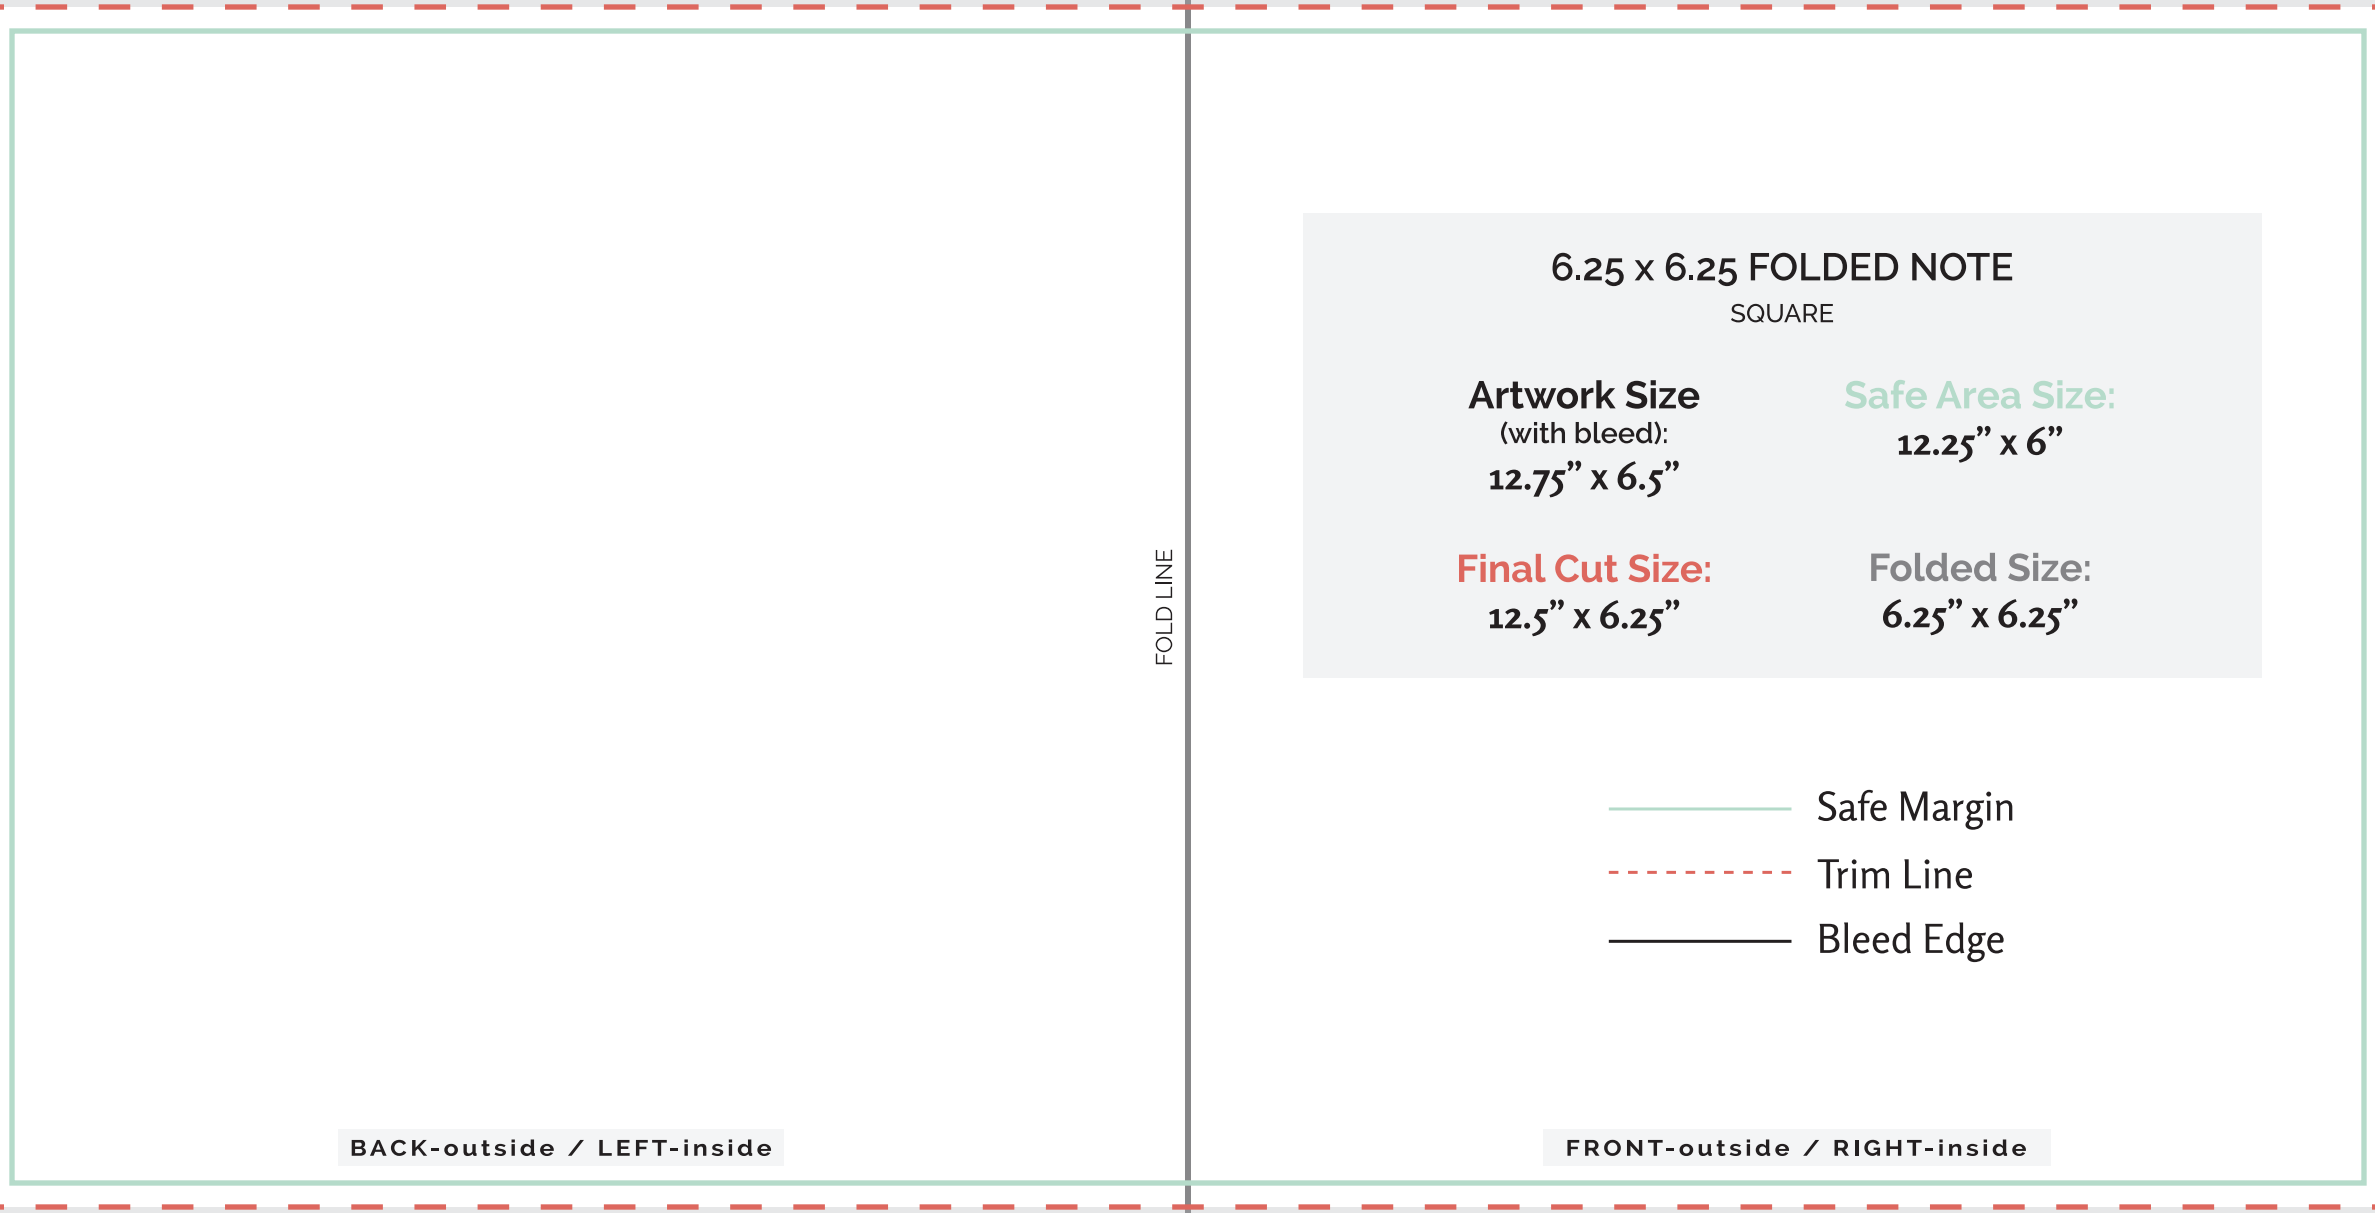 6.25 x 6.25 FOLDED NOTE
SQUARE
Artwork Size
(with bleed):
12.75” x 6.5”
Safe Area Size:
12.25” x 6”
Final Cut Size:
12.5” x 6.25”
Folded Size:
6.25” x 6.25”
FOLD LINE
Safe Margin
Trim Line
Bleed Edge
BACK-outside / LEFT-inside
FRONT-outside / RIGHT-inside